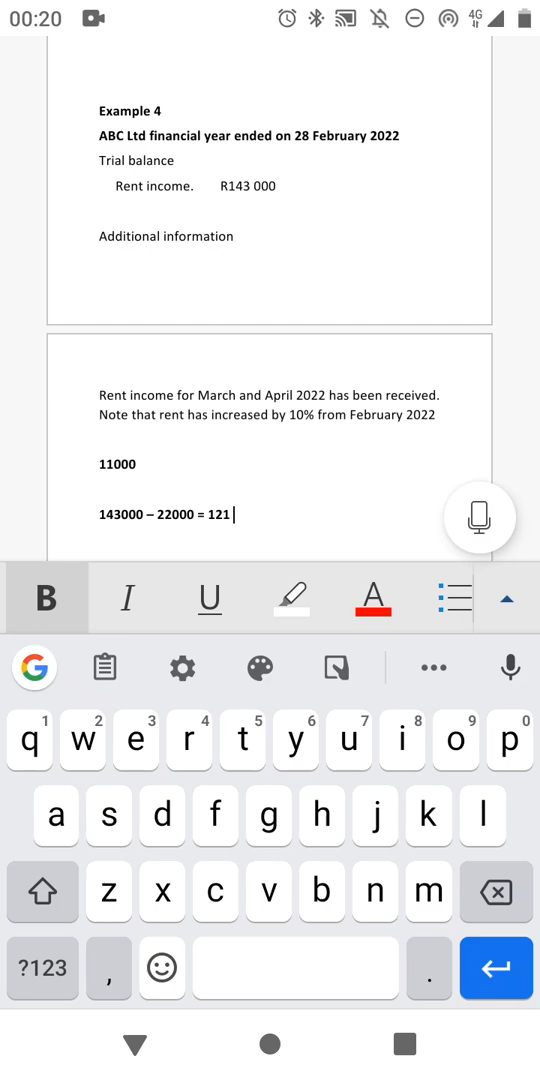 00:20
4G
Example 4
ABC Ltd financial year ended on 28 February 2022
Trial balance
Rent income. R143 000
Additional information
Rent income for March and April 2022 has been received.
Note that rent has increased by 10% from February 2022
11000
143000 – 22000 = 121
B I U A
G
1 2 3 4 5 6 7 8 9 0
q w e r t y u i o p
a s d f g h j k l
z x c v b n m
?123 , .